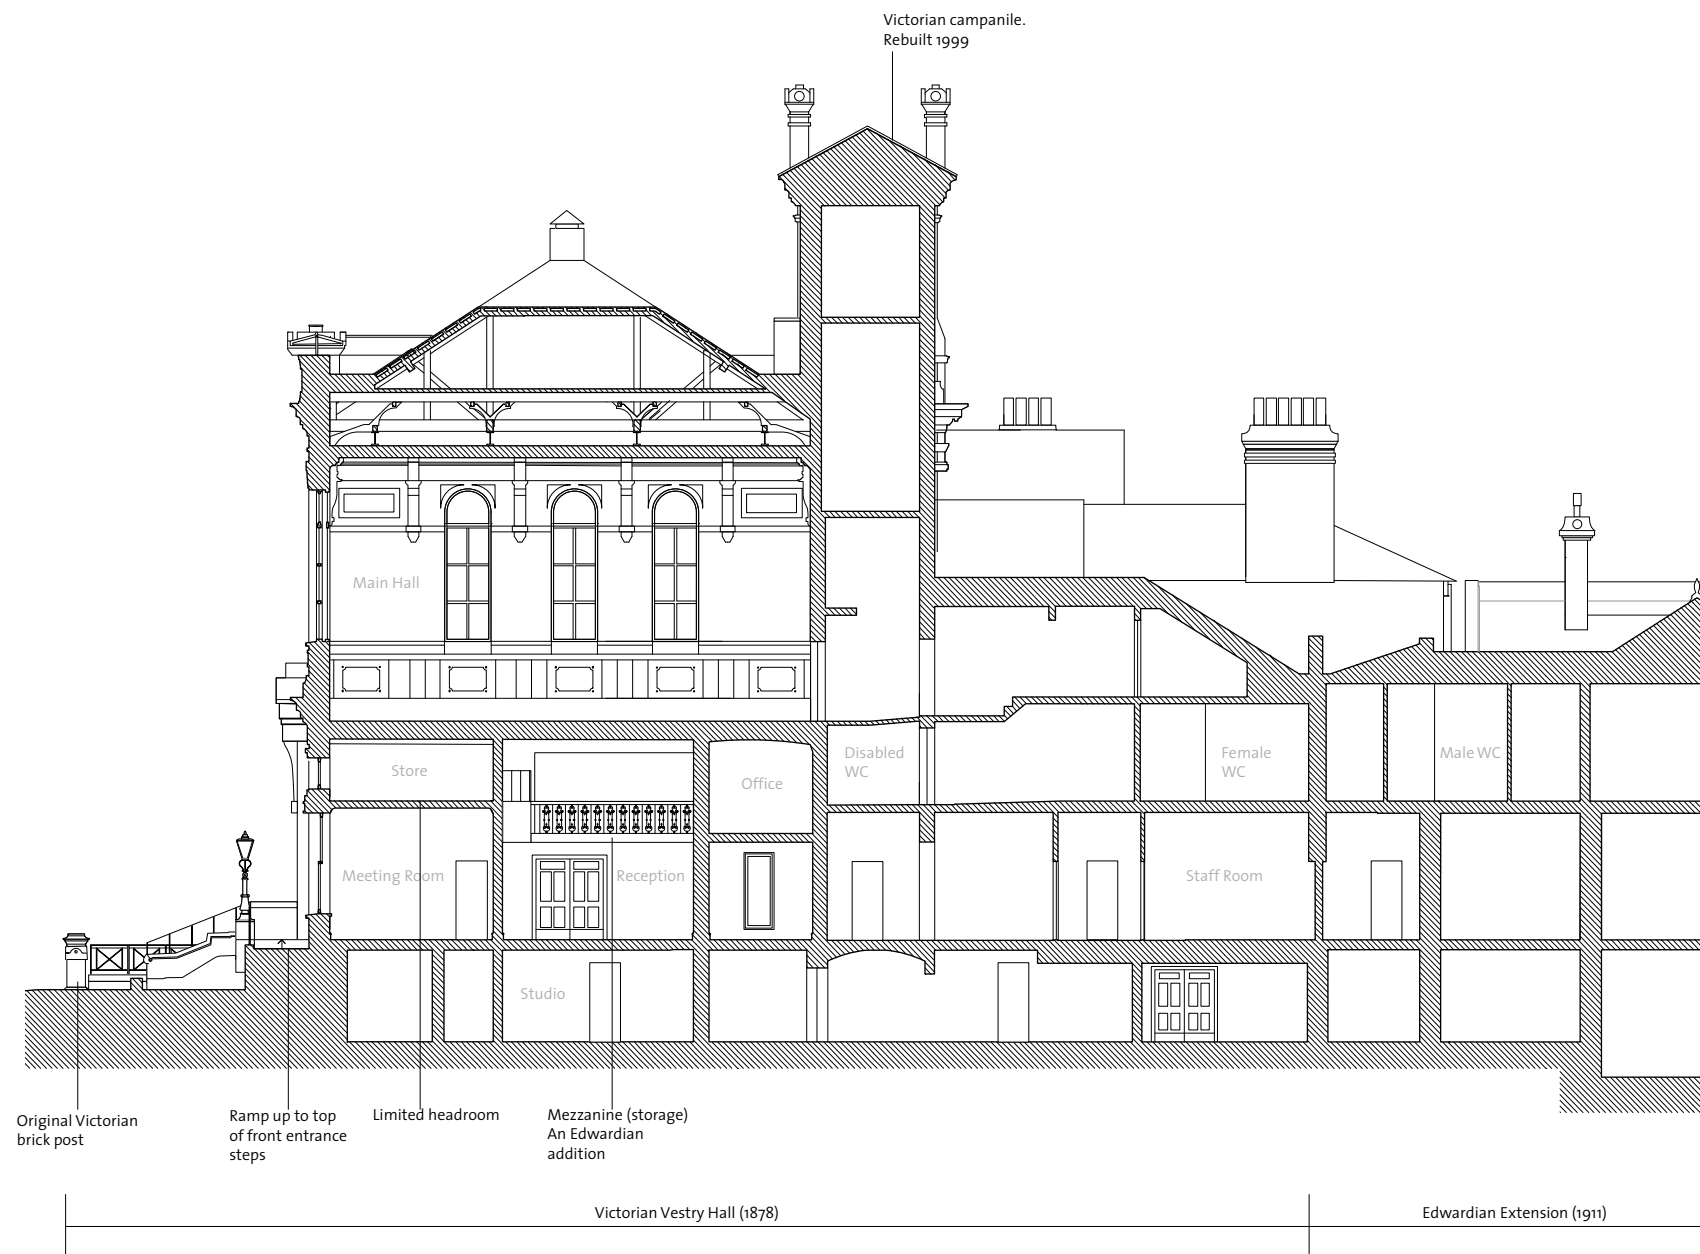 Victorian campanile.
Rebuilt 1999
Main Hall
Store
Office
Disabled
WC
Female
WC
Male WC
Meeting Room
Reception
Staff Room
Studio
Original Victorian
brick post
Ramp up to top
of front entrance
steps
Limited headroom
Mezzanine (storage)
An Edwardian
addition
Victorian Vestry Hall (1878)
Edwardian Extension (1911)